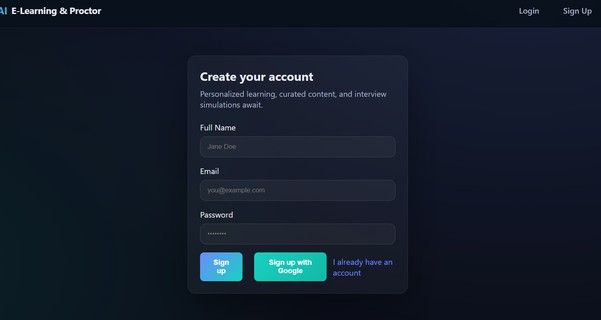 AI E-Learning & Proctor
Login
Sign Up
Create your account
Personalized learning, curated content, and interview
simulations await.
Full Name
Jane Doe
Email
you@example.com
Password
••••••••
Sign
up
Sign up with
Google
I already have an
account